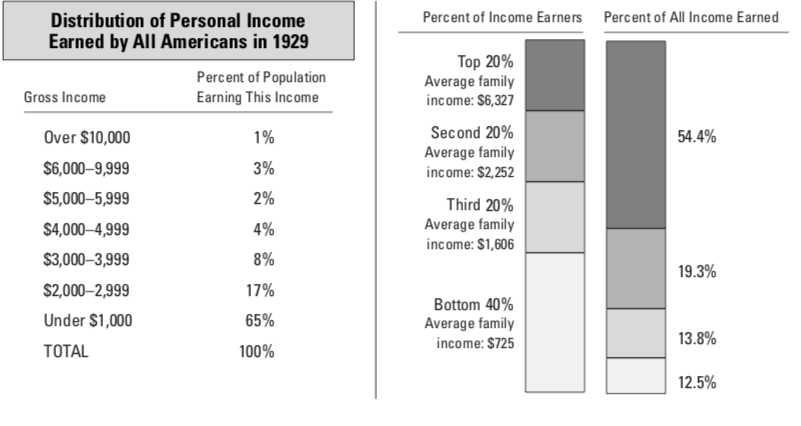 Distribution of Personal Income
Earned by All Americans in 1929
Gross Income
Percent of Population
Earning This Income
Over $10,000 1%
$6,000–9,999 3%
$5,000–5,999 2%
$4,000–4,999 4%
$3,000–3,999 8%
$2,000–2,999 17%
Under $1,000 65%
TOTAL 100%
Percent of Income Earners
Top 20%
Average family
income: $6,327
Second 20%
Average family
income: $2,252
Third 20%
Average family
income: $1,606
Bottom 40%
Average family
income: $725
Percent of All Income Earned
54.4%
19.3%
13.8%
12.5%